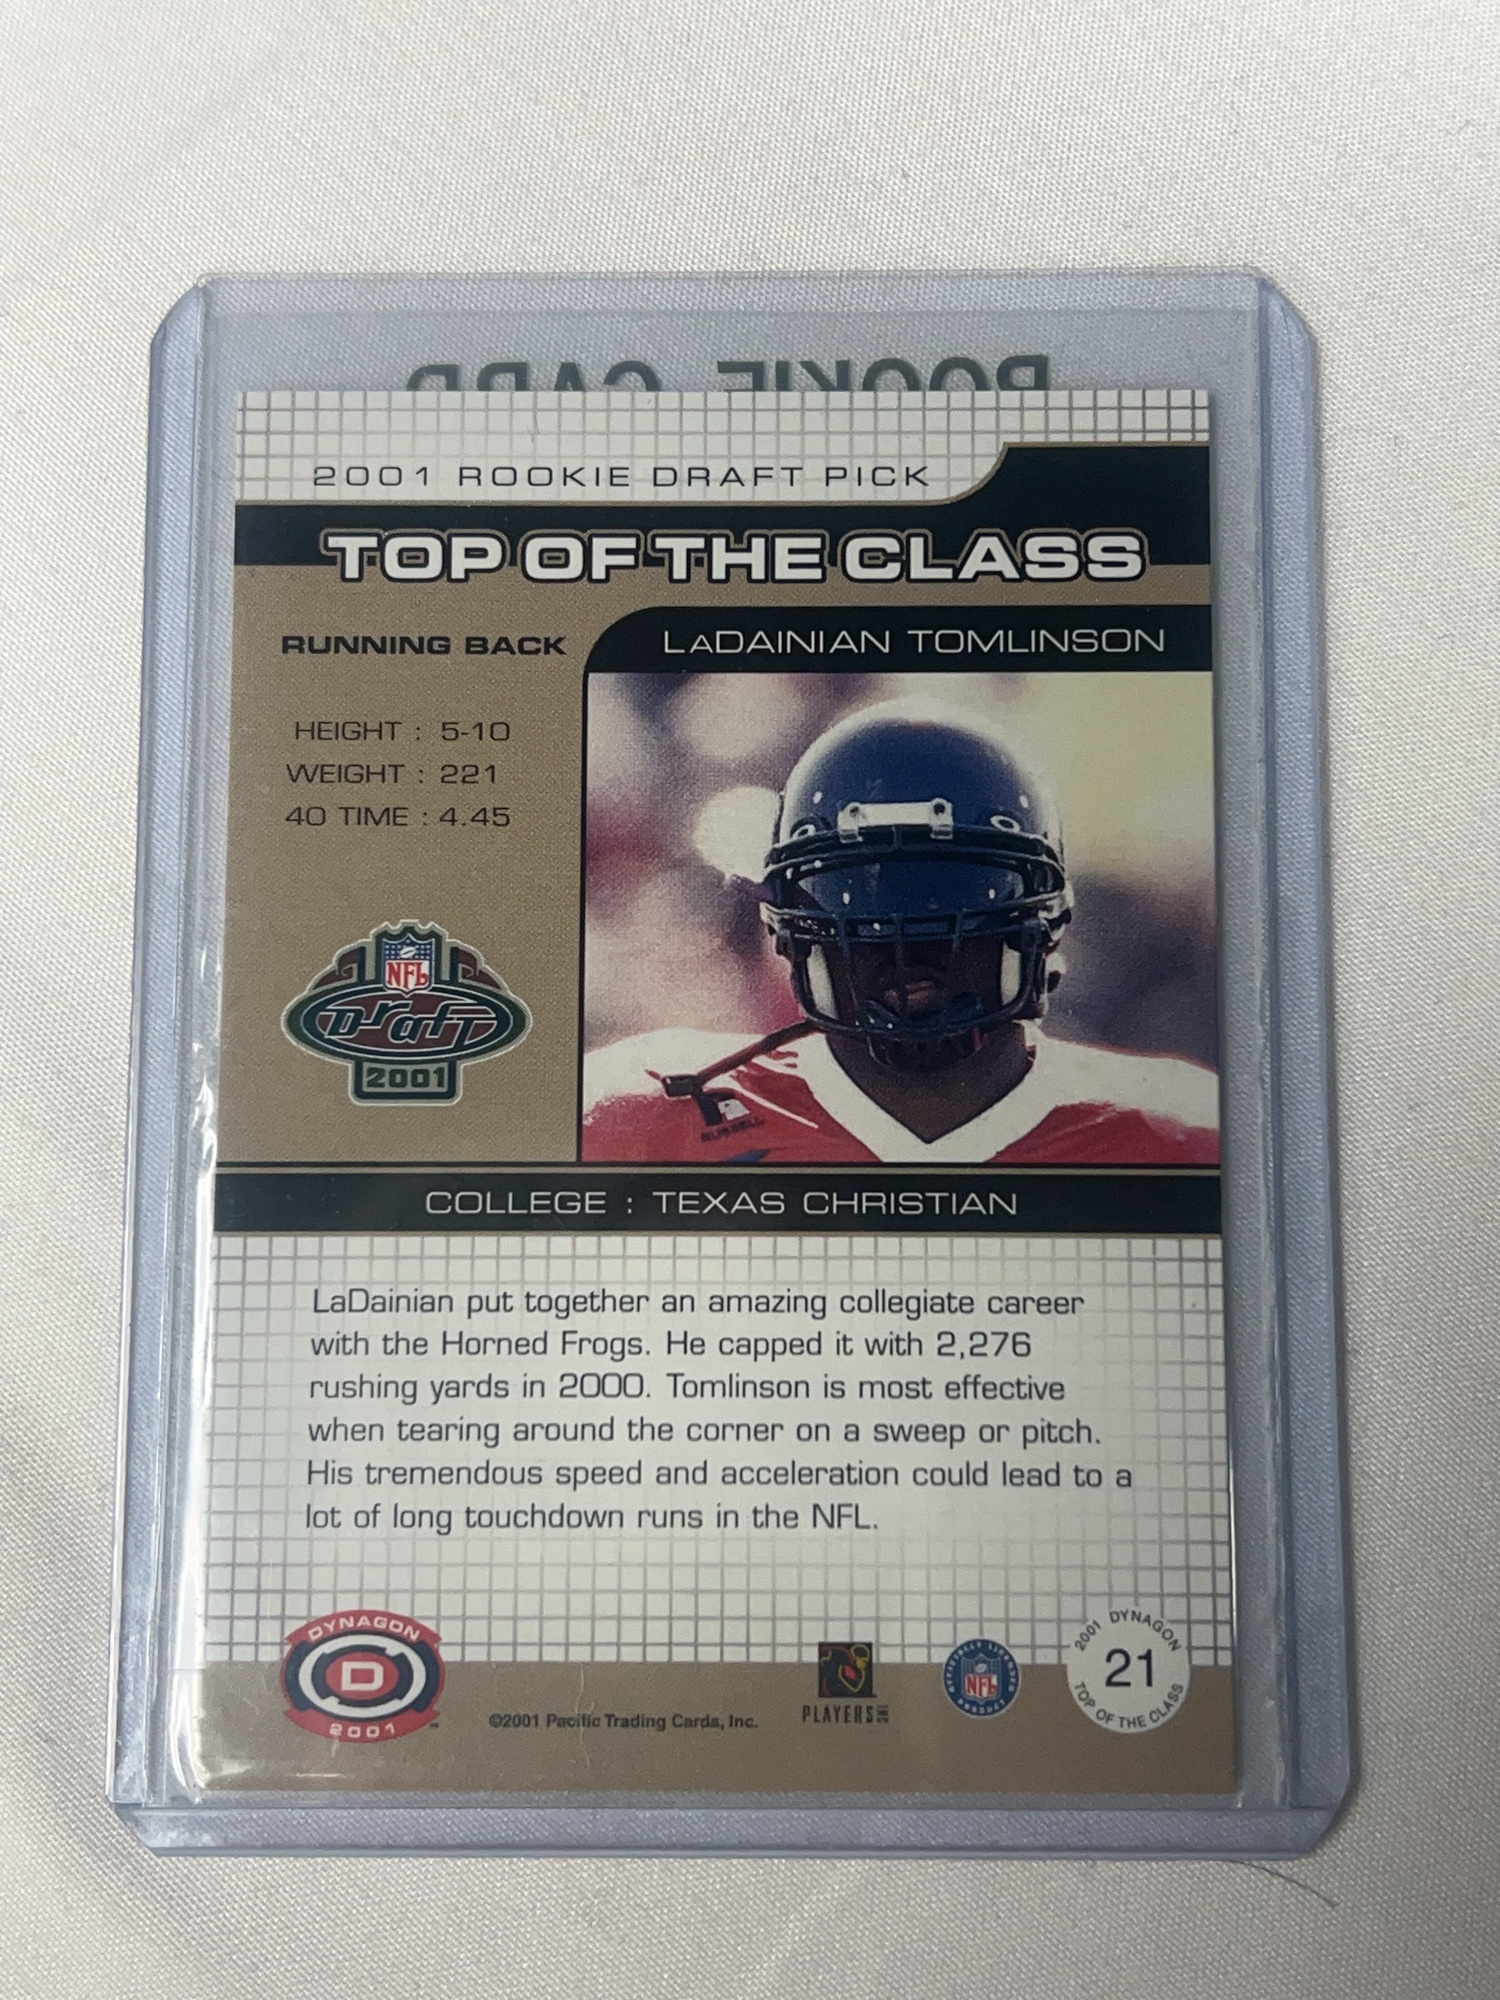 ROOKIE CARD
2001 ROOKIE DRAFT PICK
TOP OF THE CLASS
RUNNING BACK
LaDAINIAN TOMLINSON
HEIGHT : 5-10
WEIGHT : 221
40 TIME : 4.45
NFL
Draft
2001
RUSSELL
COLLEGE : TEXAS CHRISTIAN
LaDainian put together an amazing collegiate career
with the Horned Frogs. He capped it with 2,276
rushing yards in 2000. Tomlinson is most effective
when tearing around the corner on a sweep or pitch.
His tremendous speed and acceleration could lead to a
lot of long touchdown runs in the NFL.
DYNAGON
D
2001
©2001 Pacific Trading Cards, Inc.
PLAYERS INC
OFFICIALLY LICENSED
NFL
PRODUCT
2001 DYNAGON
21
TOP OF THE CLASS